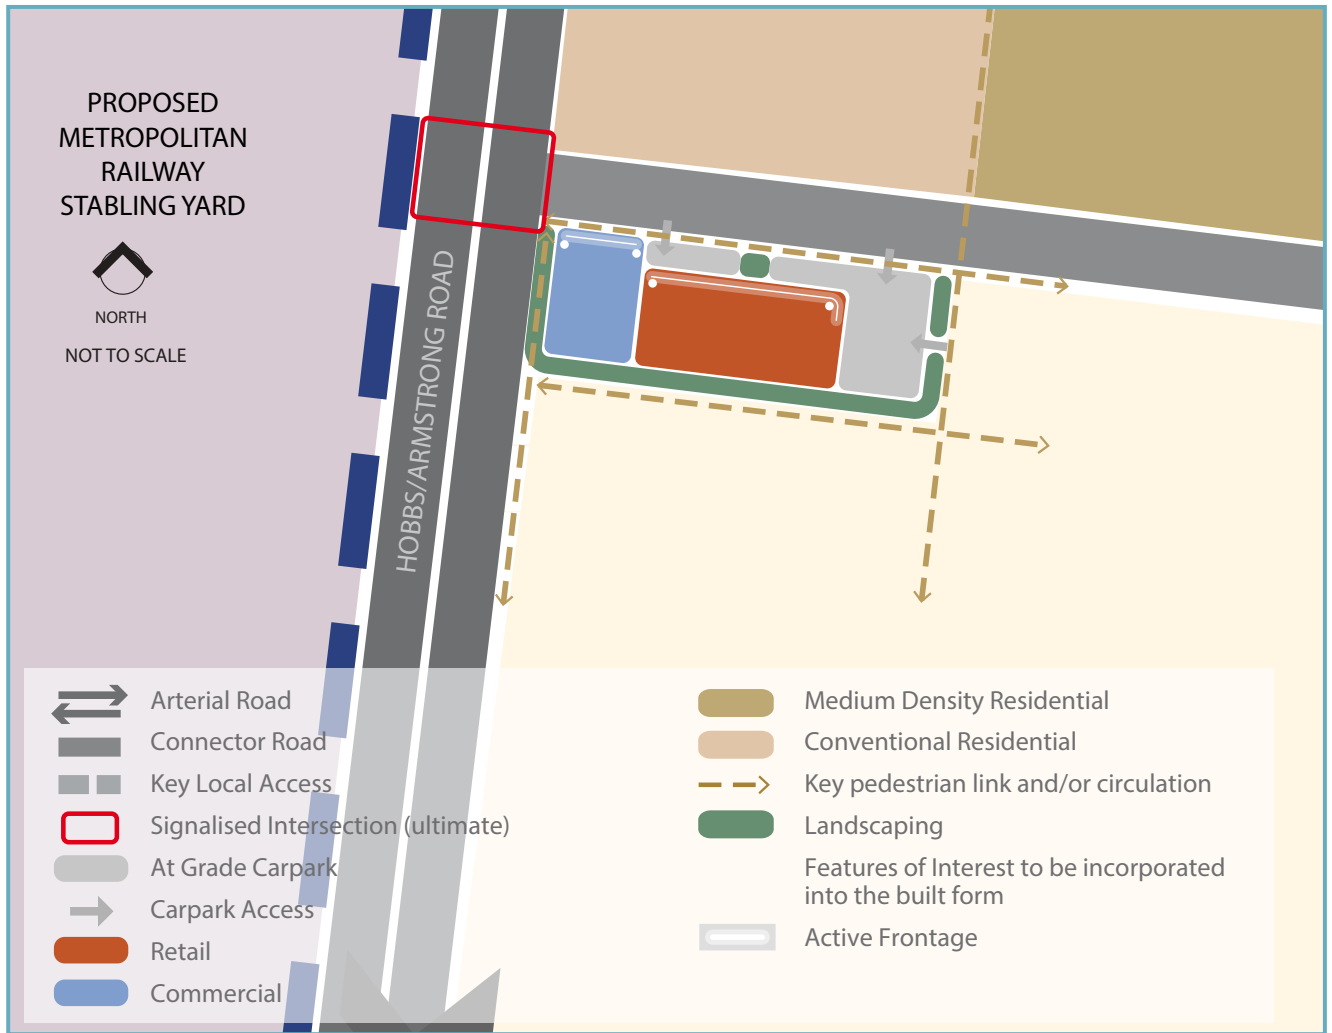 PROPOSED
METROPOLITAN
RAILWAY
STABLING YARD
NORTH
NOT TO SCALE
HOBBS/ARMSTRONG ROAD
Arterial Road
Connector Road
Key Local Access
Signalised Intersection (ultimate)
At Grade Carpark
Carpark Access
Retail
Commercial
Medium Density Residential
Conventional Residential
Key pedestrian link and/or circulation
Landscaping
Features of Interest to be incorporated
into the built form
Active Frontage